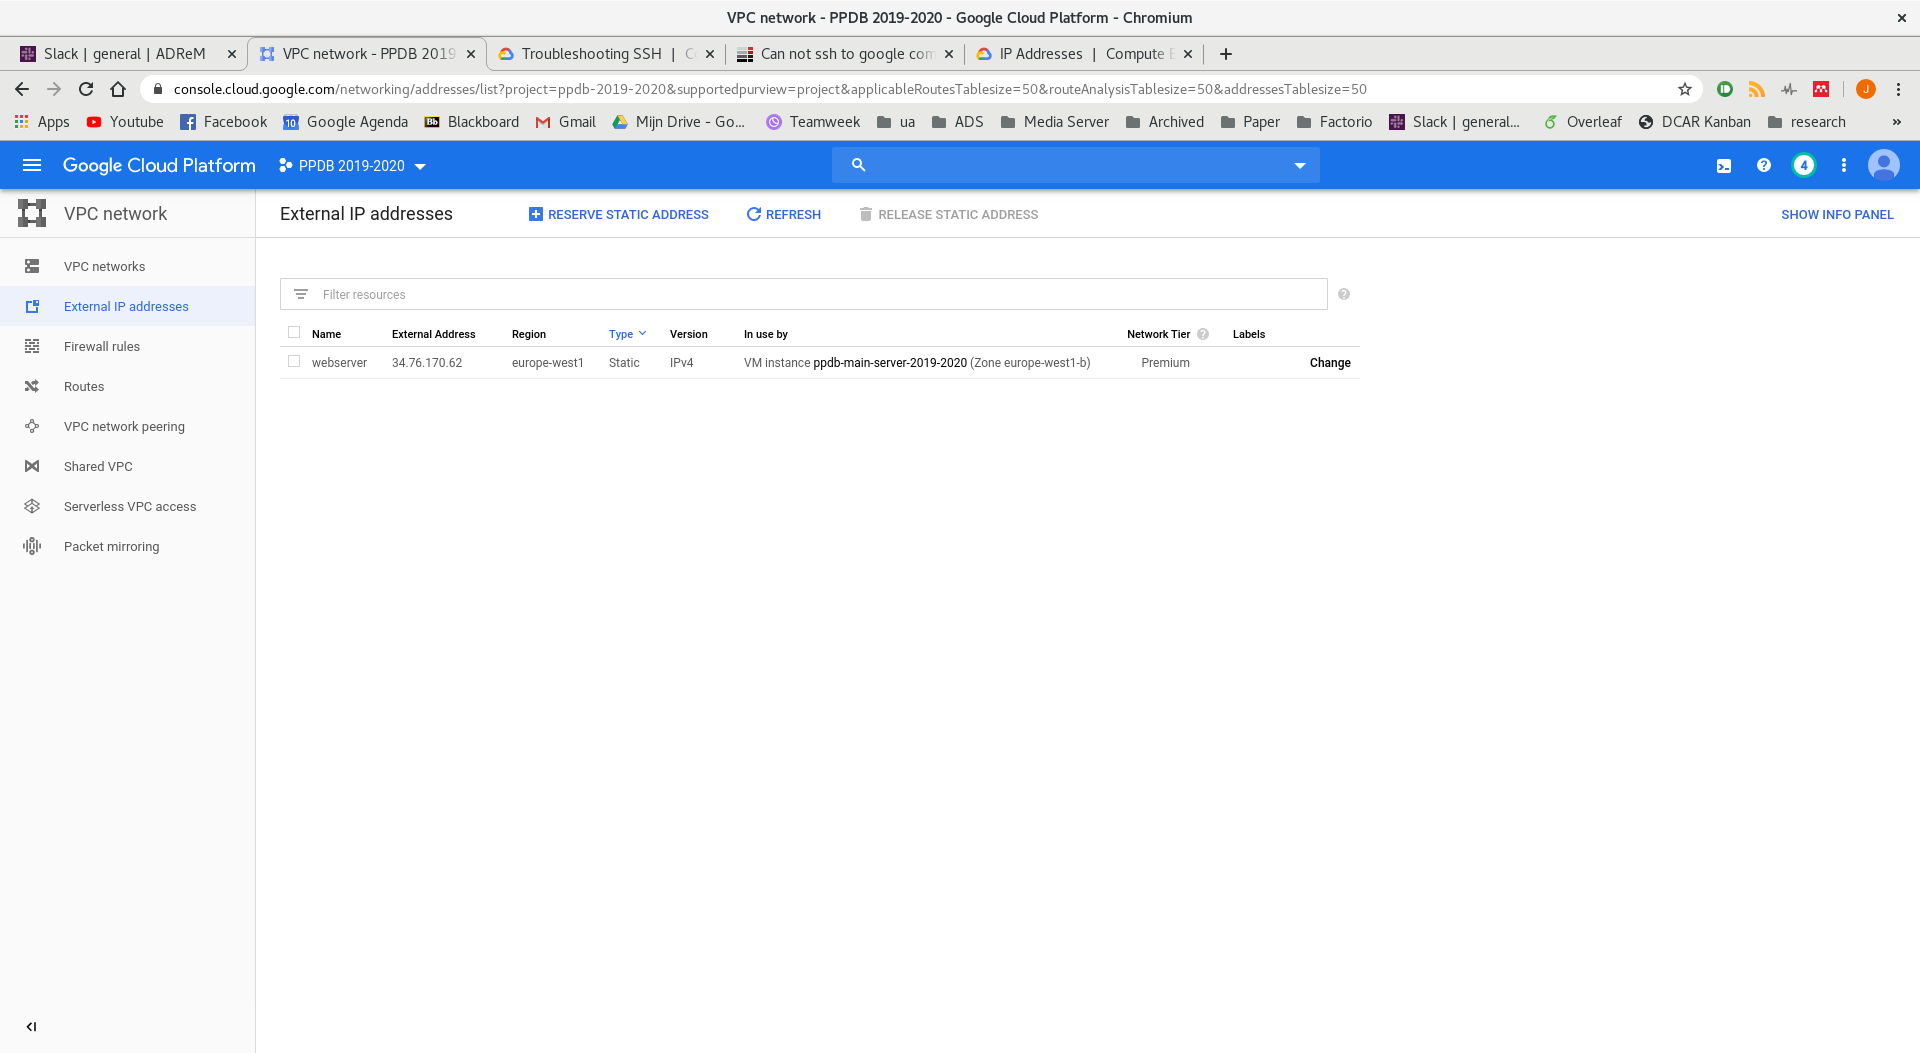 VPC network - PPDB 2019-2020 - Google Cloud Platform - Chromium
Slack | general | ADReM
VPC network - PPDB 2019
Troubleshooting SSH |
Can not ssh to google com
IP Addresses | Compute E
console.cloud.google.com/networking/addresses/list?project=ppdb-2019-2020&supportedpurview=project&applicableRoutesTablesize=50&routeAnalysisTablesize=50&addressesTablesize=50
J
Apps Youtube Facebook 10 Google Agenda Bb Blackboard Gmail Mijn Drive - Go... Teamweek ua ADS Media Server Archived Paper Factorio Slack | general... Overleaf DCAR Kanban research »
Google Cloud Platform
PPDB 2019-2020
4
VPC network
External IP addresses
RESERVE STATIC ADDRESS
REFRESH
RELEASE STATIC ADDRESS
SHOW INFO PANEL
VPC networks
External IP addresses
Firewall rules
Routes
VPC network peering
Shared VPC
Serverless VPC access
Packet mirroring
Filter resources
Name External Address Region Type Version In use by Network Tier Labels
webserver 34.76.170.62 europe-west1 Static IPv4 VM instance ppdb-main-server-2019-2020 (Zone europe-west1-b) Premium Change